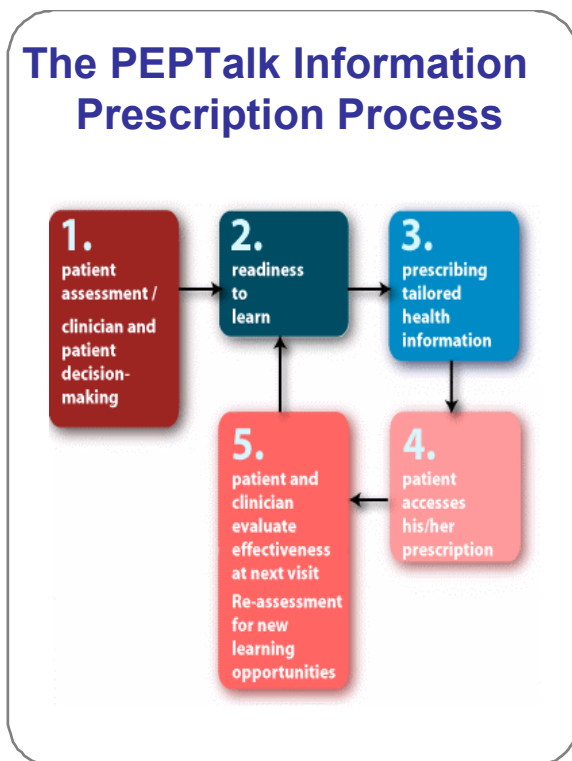 The PEPTalk Information
Prescription Process
1.
patient
assessment /
clinician and
patient
decision-
making
2.
readiness
to
learn
3.
prescribing
tailored
health
information
4.
patient
accesses
his/her
prescription
5.
patient and
clinician
evaluate
effectiveness
at next visit
Re-assessment
for new
learning
opportunities